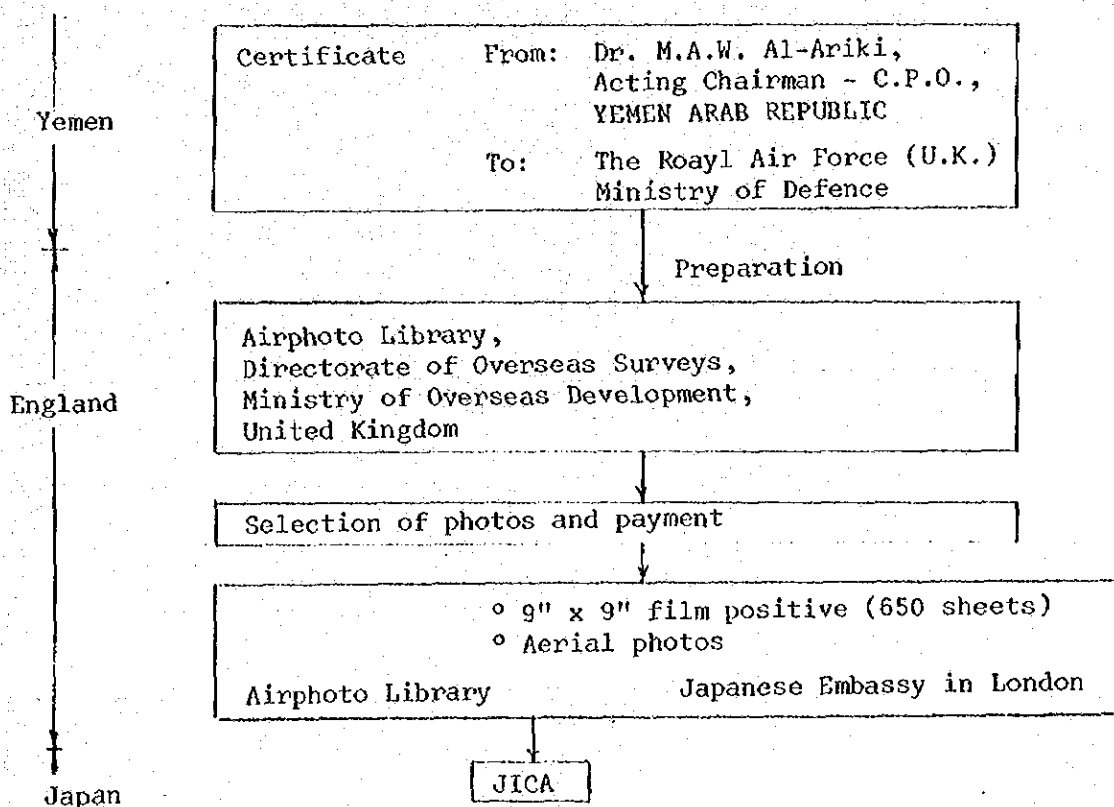 Certificate From: Dr. M.A.W. Al-Ariki,
Acting Chairman - C.P.O.,
YEMEN ARAB REPUBLIC
Yemen
To: The Roayl Air Force (U.K.)
Ministry of Defence
Preparation
Airphoto Library,
Directorate of Overseas Surveys,
Ministry of Overseas Development,
United Kingdom
England
Selection of photos and payment
o 9" x 9" film positive (650 sheets)
o Aerial photos
Airphoto Library Japanese Embassy in London
JICA
Japan